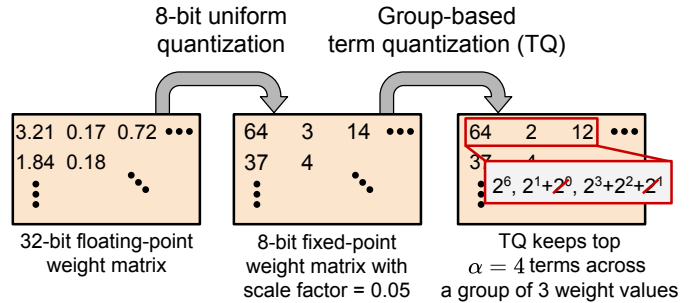 8-bit uniform
quantization
Group-based
term quantization (TQ)
3.21 0.17 0.72 •••
1.84 0.18
64 3 14 •••
37 4
64 2 12 •••
37 4
2⁶, 2¹+2⁰, 2³+2²+2¹
32-bit floating-point
weight matrix
8-bit fixed-point
weight matrix with
scale factor = 0.05
TQ keeps top
α = 4 terms across
a group of 3 weight values